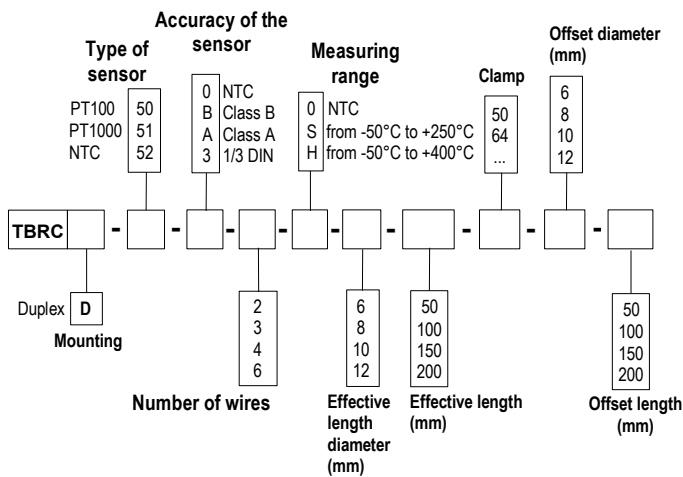 Accuracy of the
sensor
Type of
sensor
Measuring
range
Clamp
Offset diameter
(mm)
PT100 50
PT1000 51
NTC 52
0 NTC
B Class B
A Class A
3 1/3 DIN
0 NTC
S from -50°C to +250°C
H from -50°C to +400°C
50
64
...
6
8
10
12
TBRC - - - - - - - - -
Duplex D
Mounting
2
3
4
6
Number of wires
6
8
10
12
Effective
length
diameter
(mm)
50
100
150
200
Effective length
(mm)
50
100
150
200
Offset length
(mm)